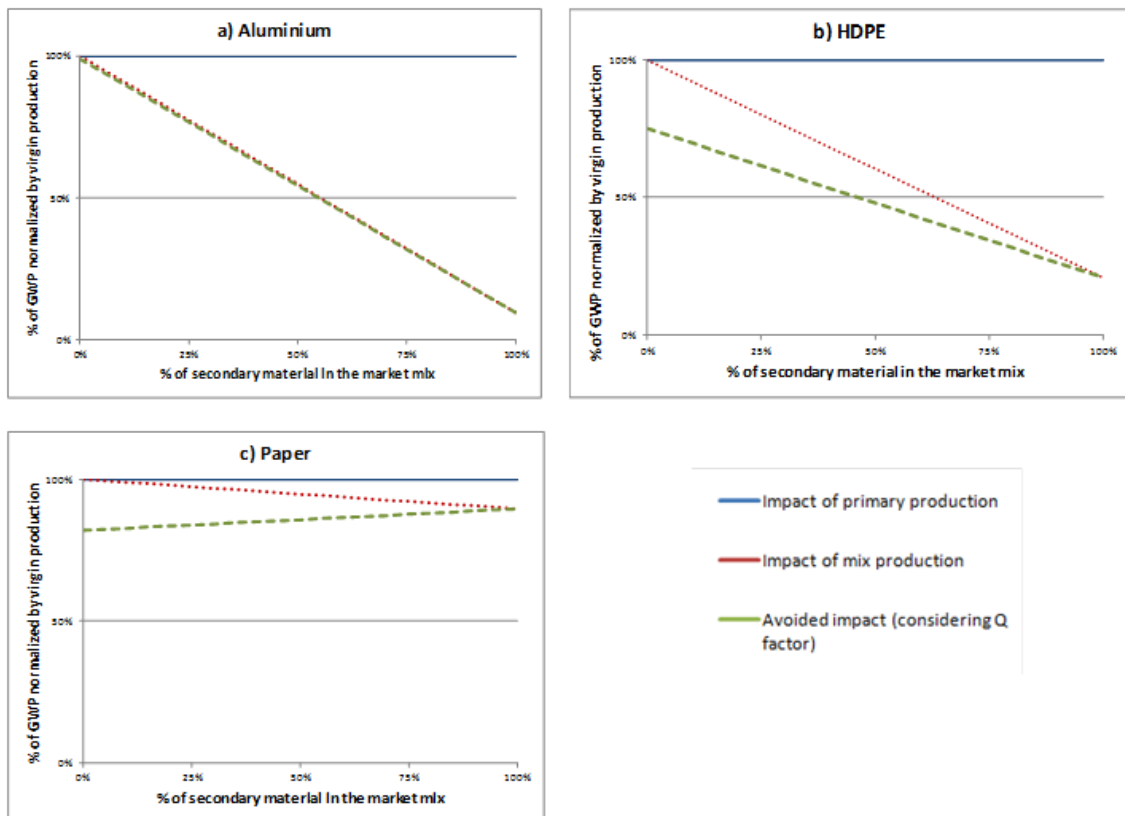 a) Aluminium
100%
50%
0%
0%
25%
50%
75%
100%
% of GWP normalized by virgin production
% of secondary material in the market mix
b) HDPE
100%
50%
0%
0%
25%
50%
75%
100%
% of GWP normalized by virgin production
% of secondary material in the market mix
c) Paper
100%
50%
0%
0%
25%
50%
75%
100%
% of GWP normalized by virgin production
% of secondary material in the market mix
Impact of primary production
Impact of mix production
Avoided impact (considering Q
factor)